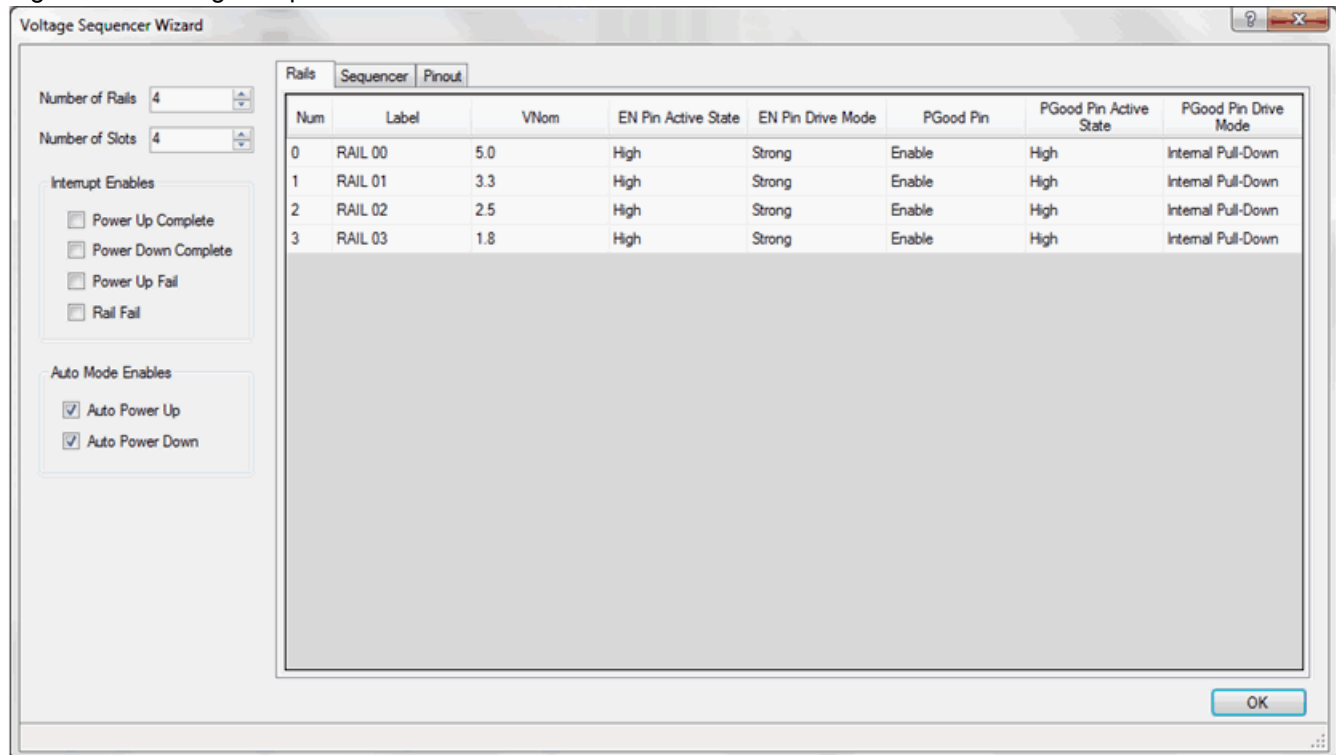 Voltage Sequencer Wizard
Number of Rails 4
Number of Slots 4
Interrupt Enables
Power Up Complete
Power Down Complete
Power Up Fail
Rail Fail
Auto Mode Enables
Auto Power Up
Auto Power Down
Rails Sequencer Pinout
Num Label VNom EN Pin Active State EN Pin Drive Mode PGood Pin PGood Pin Active State PGood Pin Drive Mode
0 RAIL 00 5.0 High Strong Enable High Internal Pull-Down
1 RAIL 01 3.3 High Strong Enable High Internal Pull-Down
2 RAIL 02 2.5 High Strong Enable High Internal Pull-Down
3 RAIL 03 1.8 High Strong Enable High Internal Pull-Down
OK